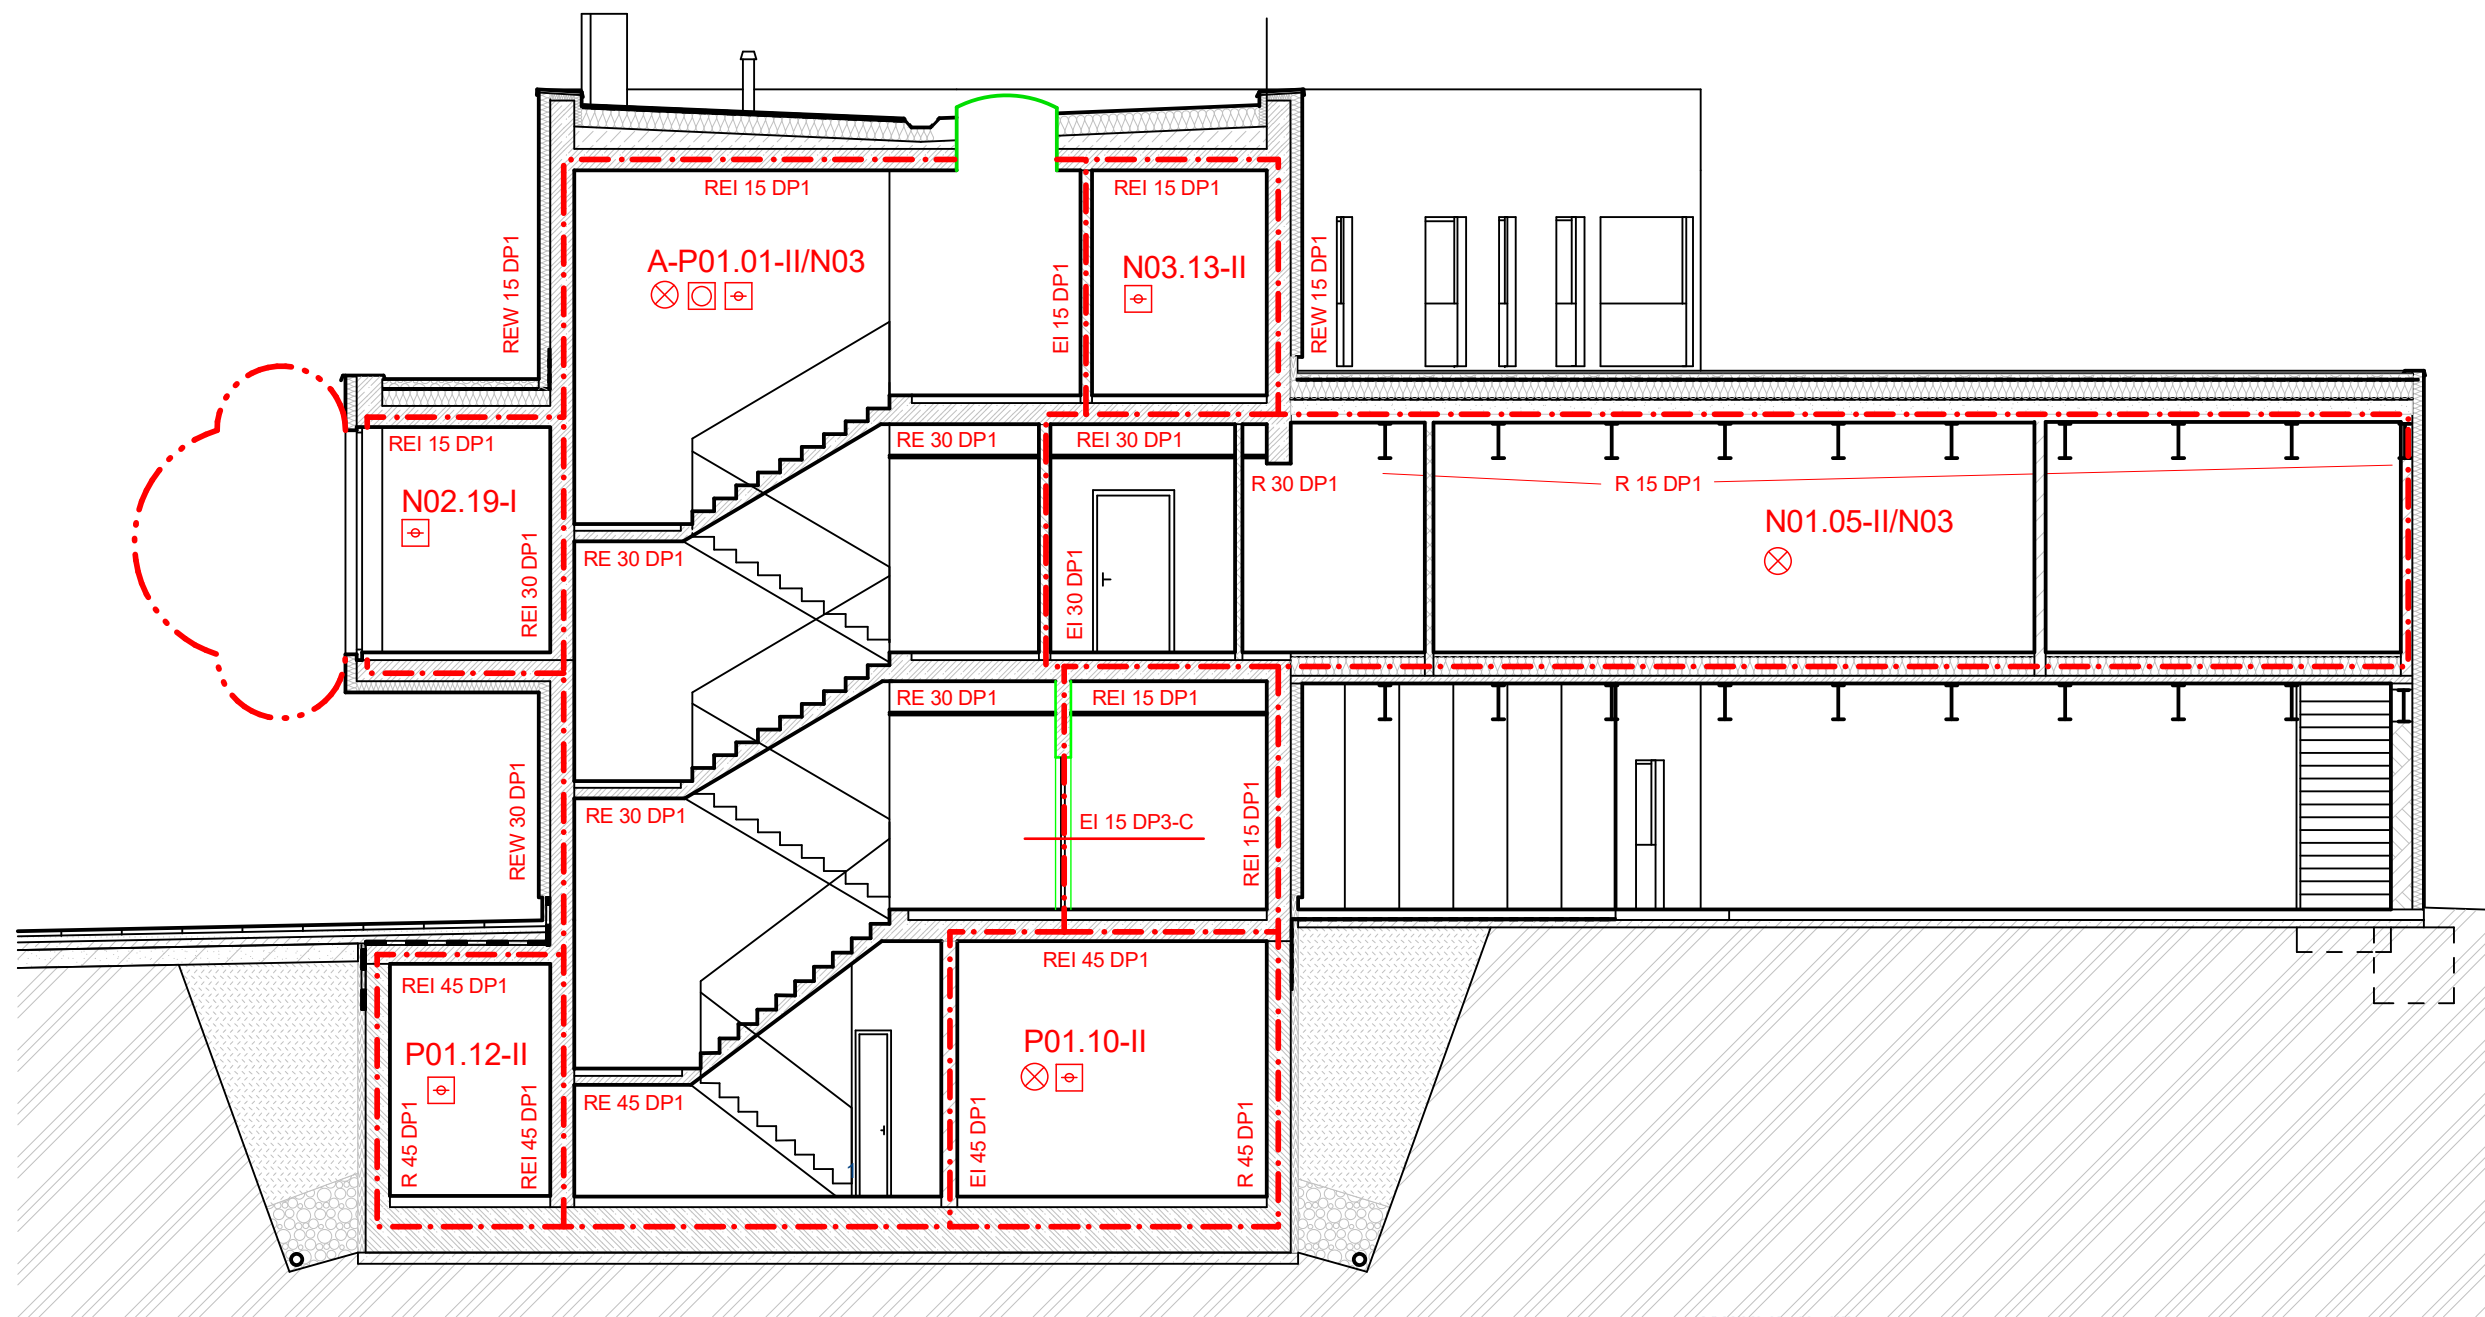 REI 15 DP1
REI 15 DP1
REW 15 DP1
A-P01.01-II/N03
EI 15 DP1
N03.13-II
REW 15 DP1
REI 15 DP1
RE 30 DP1
REI 30 DP1
N02.19-I
R 30 DP1
R 15 DP1
N01.05-II/N03
REI 30 DP1
RE 30 DP1
EI 30 DP1
RE 30 DP1
REI 15 DP1
REW 30 DP1
RE 30 DP1
EI 15 DP3-C
REI 15 DP1
REI 45 DP1
REI 45 DP1
P01.12-II
P01.10-II
R 45 DP1
REI 45 DP1
RE 45 DP1
EI 45 DP1
R 45 DP1